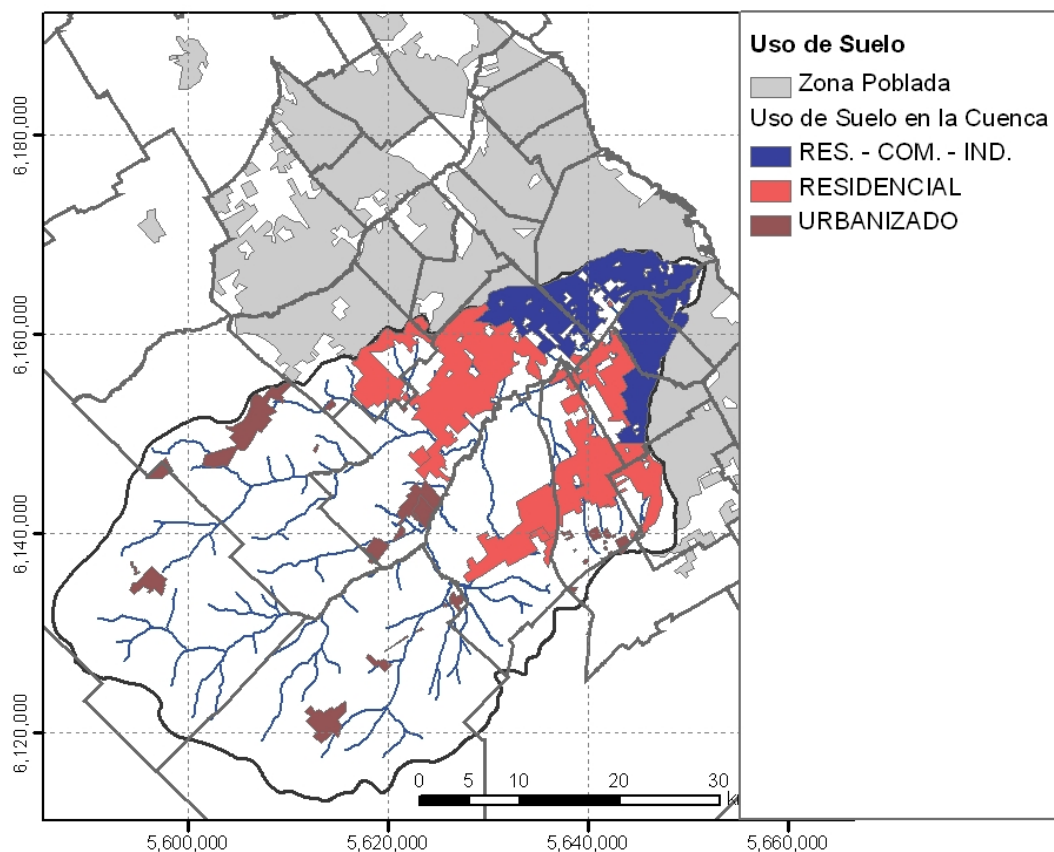 Uso de Suelo
Zona Poblada
Uso de Suelo en la Cuenca
RES. - COM. - IND.
RESIDENCIAL
URBANIZADO
6,180,000
6,160,000
6,140,000
6,120,000
0 5 10 20 30
k
5,600,000 5,620,000 5,640,000 5,660,000